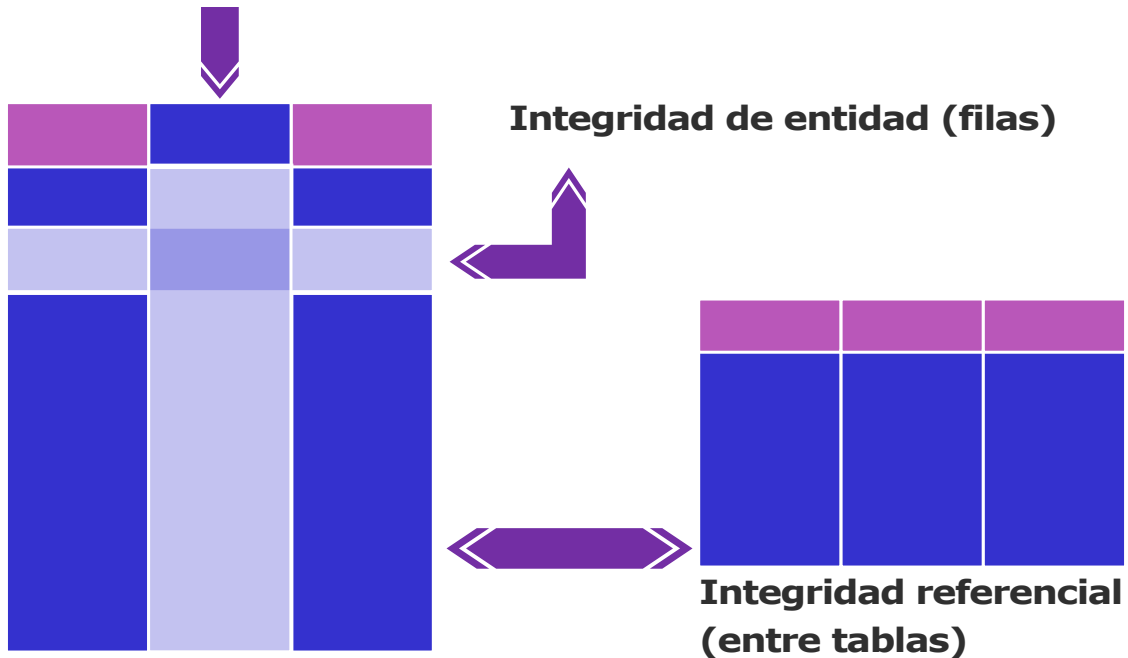 Integridad de entidad (filas)
Integridad referencial
(entre tablas)